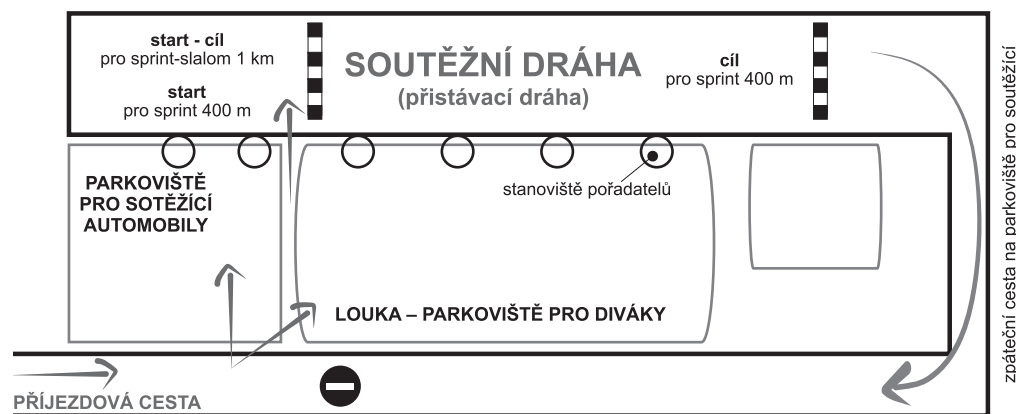 start - cíl
pro sprint-slalom 1 km
start
pro sprint 400 m
SOUTĚŽNÍ DRÁHA
(přistávací dráha)
cíl
pro sprint 400 m
zpáteční cesta na parkoviště pro soutěžící
PARKOVIŠTĚ
PRO SOTĚŽÍCÍ
AUTOMOBILY
stanoviště pořadatelů
LOUKA – PARKOVIŠTĚ PRO DIVÁKY
PŘÍJEZDOVÁ CESTA